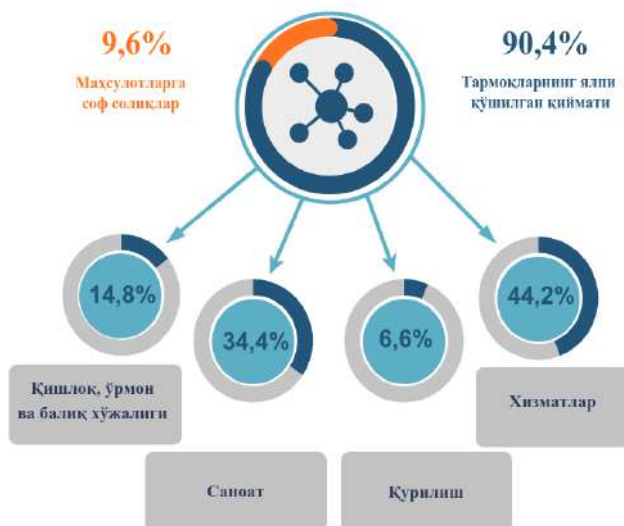 9,6%
Маҳсулотларга
соф солиқлар
90,4%
Тармоқларнинг ялпи
қўшилган қиймати
14,8%
34,4%
6,6%
44,2%
Қишлоқ, ўрмон
ва балиқ хўжалиги
Саноат
Қурилиш
Хизматлар